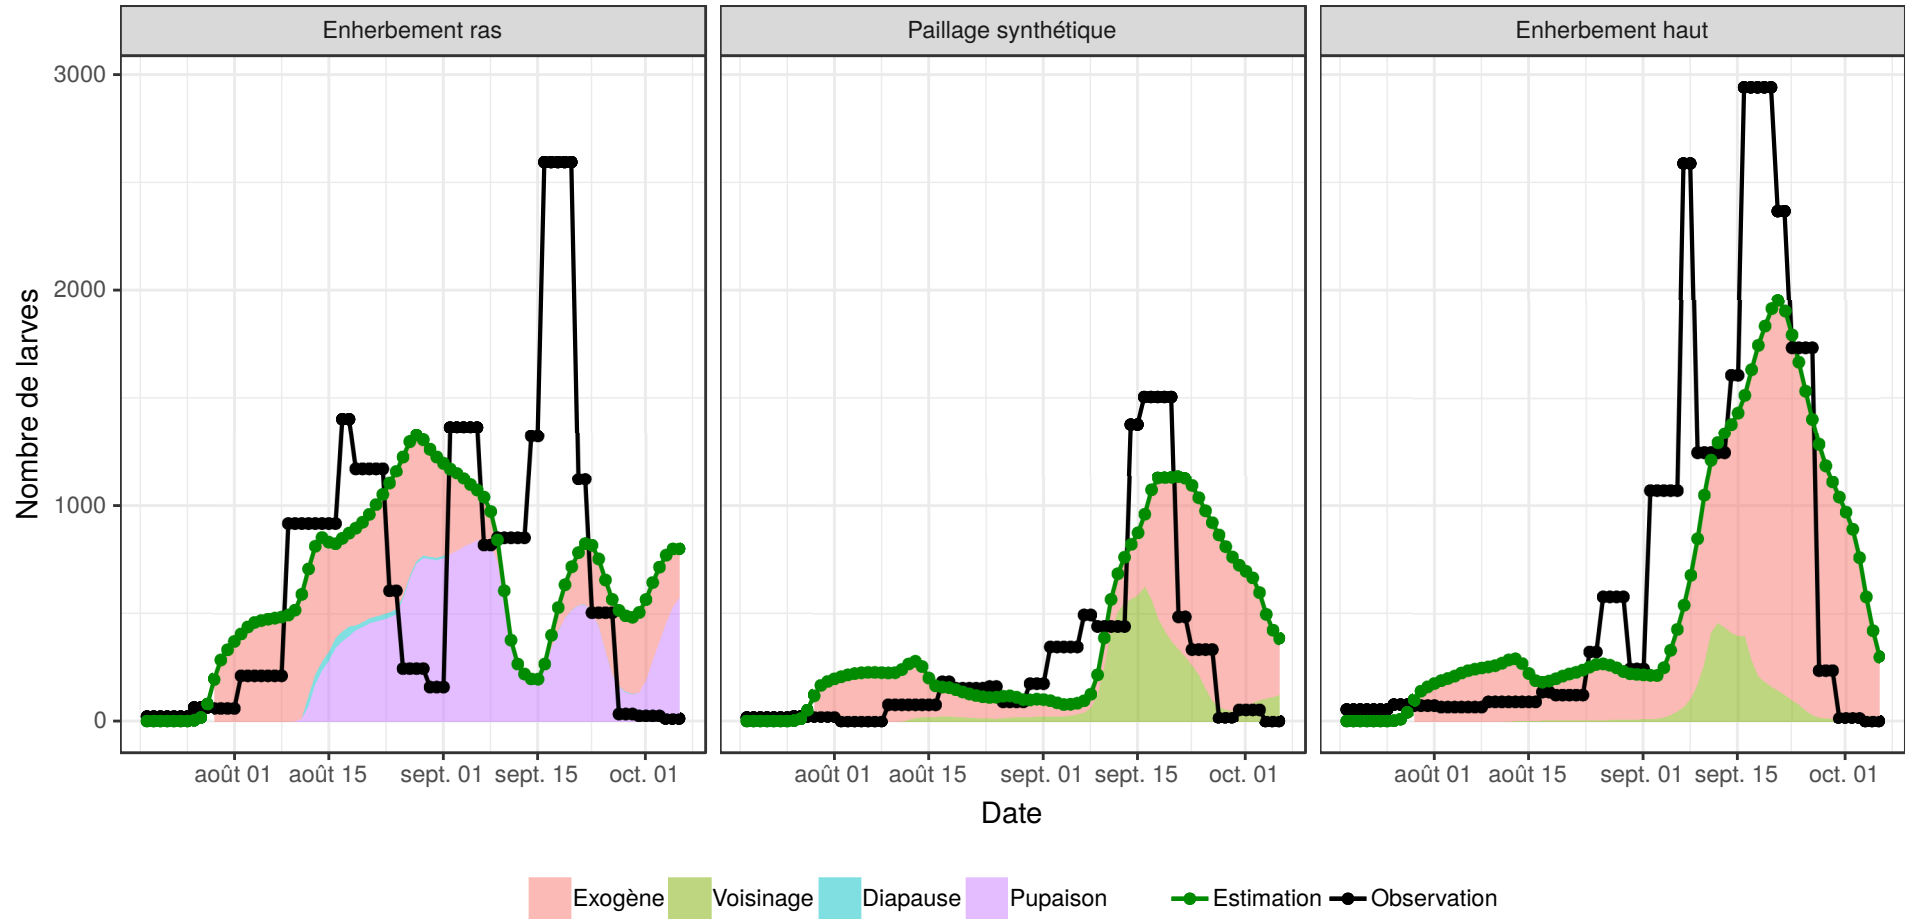 Enherbement ras Paillage synthétique Enherbement haut
Nombre de larves
3000
2000
1000
0
août 01 août 15 sept. 01 sept. 15 oct. 01 août 01 août 15 sept. 01 sept. 15 oct. 01 août 01 août 15 sept. 01 sept. 15 oct. 01
Date
Exogène Voisinage Diapause Pupaison Estimation Observation